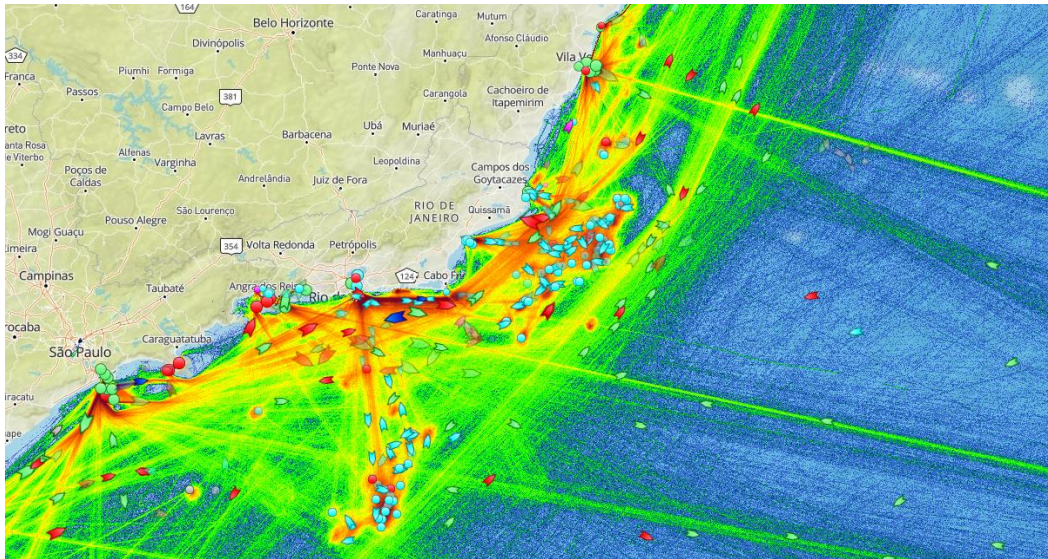 164
Caratinga
Mutum
Belo Horizonte
Afonso Cláudio
Divinópolis
334
Manhuaçu
Vila Ve
Piumhi
Formiga
Ponte Nova
Franca
Passos
381
Carangola
Cachoeiro de
Itapemirim
Campo Belo
Ubá
Muriaé
Lavras
Barbacena
Alfenas
Varginha
Leopoldina
Poços de
Caldas
Andrelândia
Juiz de Fora
Campos dos
Goytacazes
São Lourenço
RIO DE
JANEIRO
Quissamã
Pouso Alegre
Mogi Guaçu
354
Volta Redonda
Petrópolis
124
Campinas
Taubaté
Angra dos Reis
Cabo Fri
Rio de
São Paulo
Caraguatatuba